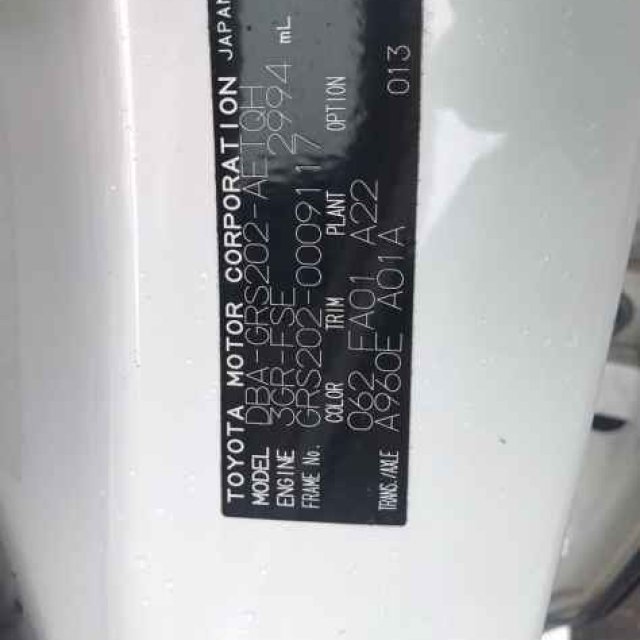 TOYOTA MOTOR CORPORATION JAPAN
MODEL DBA-GRS202-AETQH
ENGINE 3GR-FSE 2994 mL
FRAME No. GRS202-0009117
COLOR TRIM PLANT OPTION
062 FA01 A22
TRANS./AXLE A960E A01A 013